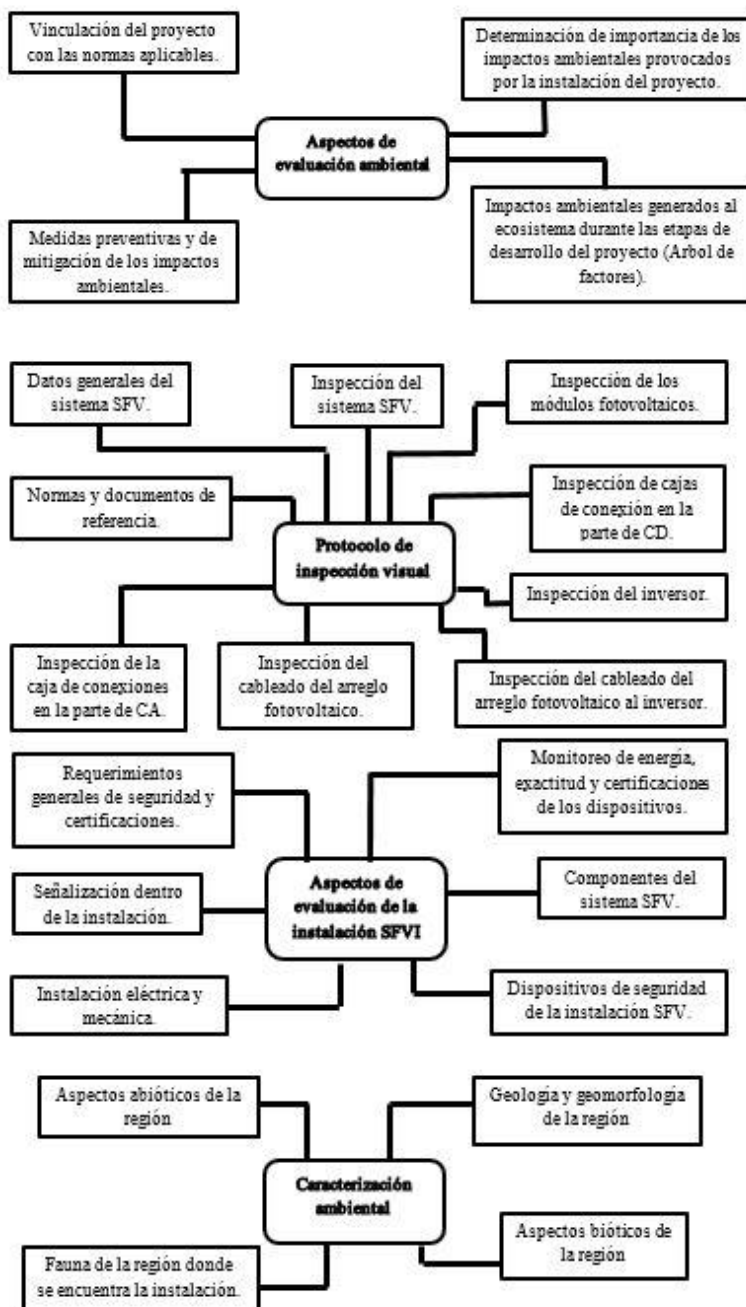 Vinculación del proyecto
con las normas aplicables.
Determinación de importancia de los
impactos ambientales provocados
por la instalación del proyecto.
Aspectos de
evaluación ambiental
Medidas preventivas y de
mitigación de los impactos
ambientales.
Impactos ambientales generados al
ecosistema durante las etapas de
desarrollo del proyecto (Arbol de
factores).
Datos generales del
sistema SFV.
Inspección del
sistema SFV.
Inspección de los
módulos fotovoltaicos.
Normas y documentos de
referencia.
Inspección de cajas
de conexión en la
parte de CD.
Protocolo de
inspección visual
Inspección del inversor.
Inspección de la
caja de conexiones
en la parte de CA.
Inspección del
cableado del arreglo
fotovoltaico.
Inspección del cableado del
arreglo fotovoltaico al inversor.
Requerimientos
generales de seguridad y
certificaciones.
Monitoreo de energía,
exactitud y certificaciones
de los dispositivos.
Señalización dentro
de la instalación.
Aspectos de
evaluación de la
instalación SFVI
Componentes del
sistema SFV.
Instalación eléctrica y
mecánica.
Dispositivos de seguridad
de la instalación SFV.
Aspectos abióticos de la
región
Geología y geomorfología
de la región
Caracterización
ambiental
Fauna de la región donde
se encuentra la instalación.
Aspectos bióticos de
la región